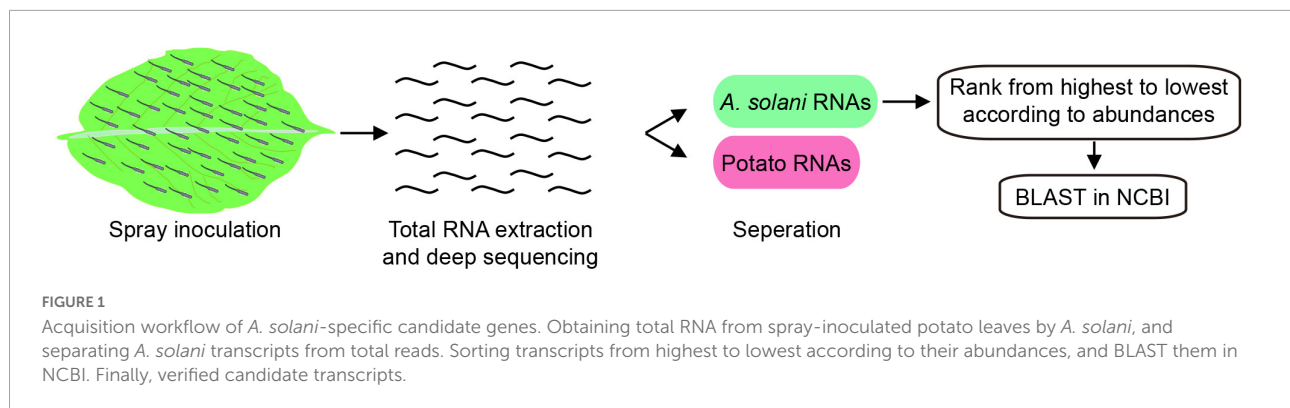 A. solani RNAs
Potato RNAs
Rank from highest to lowest
according to abundances
BLAST in NCBI
Spray inoculation
Total RNA extraction
and deep sequencing
Seperation
FIGURE 1
Acquisition workflow of A. solani-specific candidate genes. Obtaining total RNA from spray-inoculated potato leaves by A. solani, and
separating A. solani transcripts from total reads. Sorting transcripts from highest to lowest according to their abundances, and BLAST them in
NCBI. Finally, verified candidate transcripts.